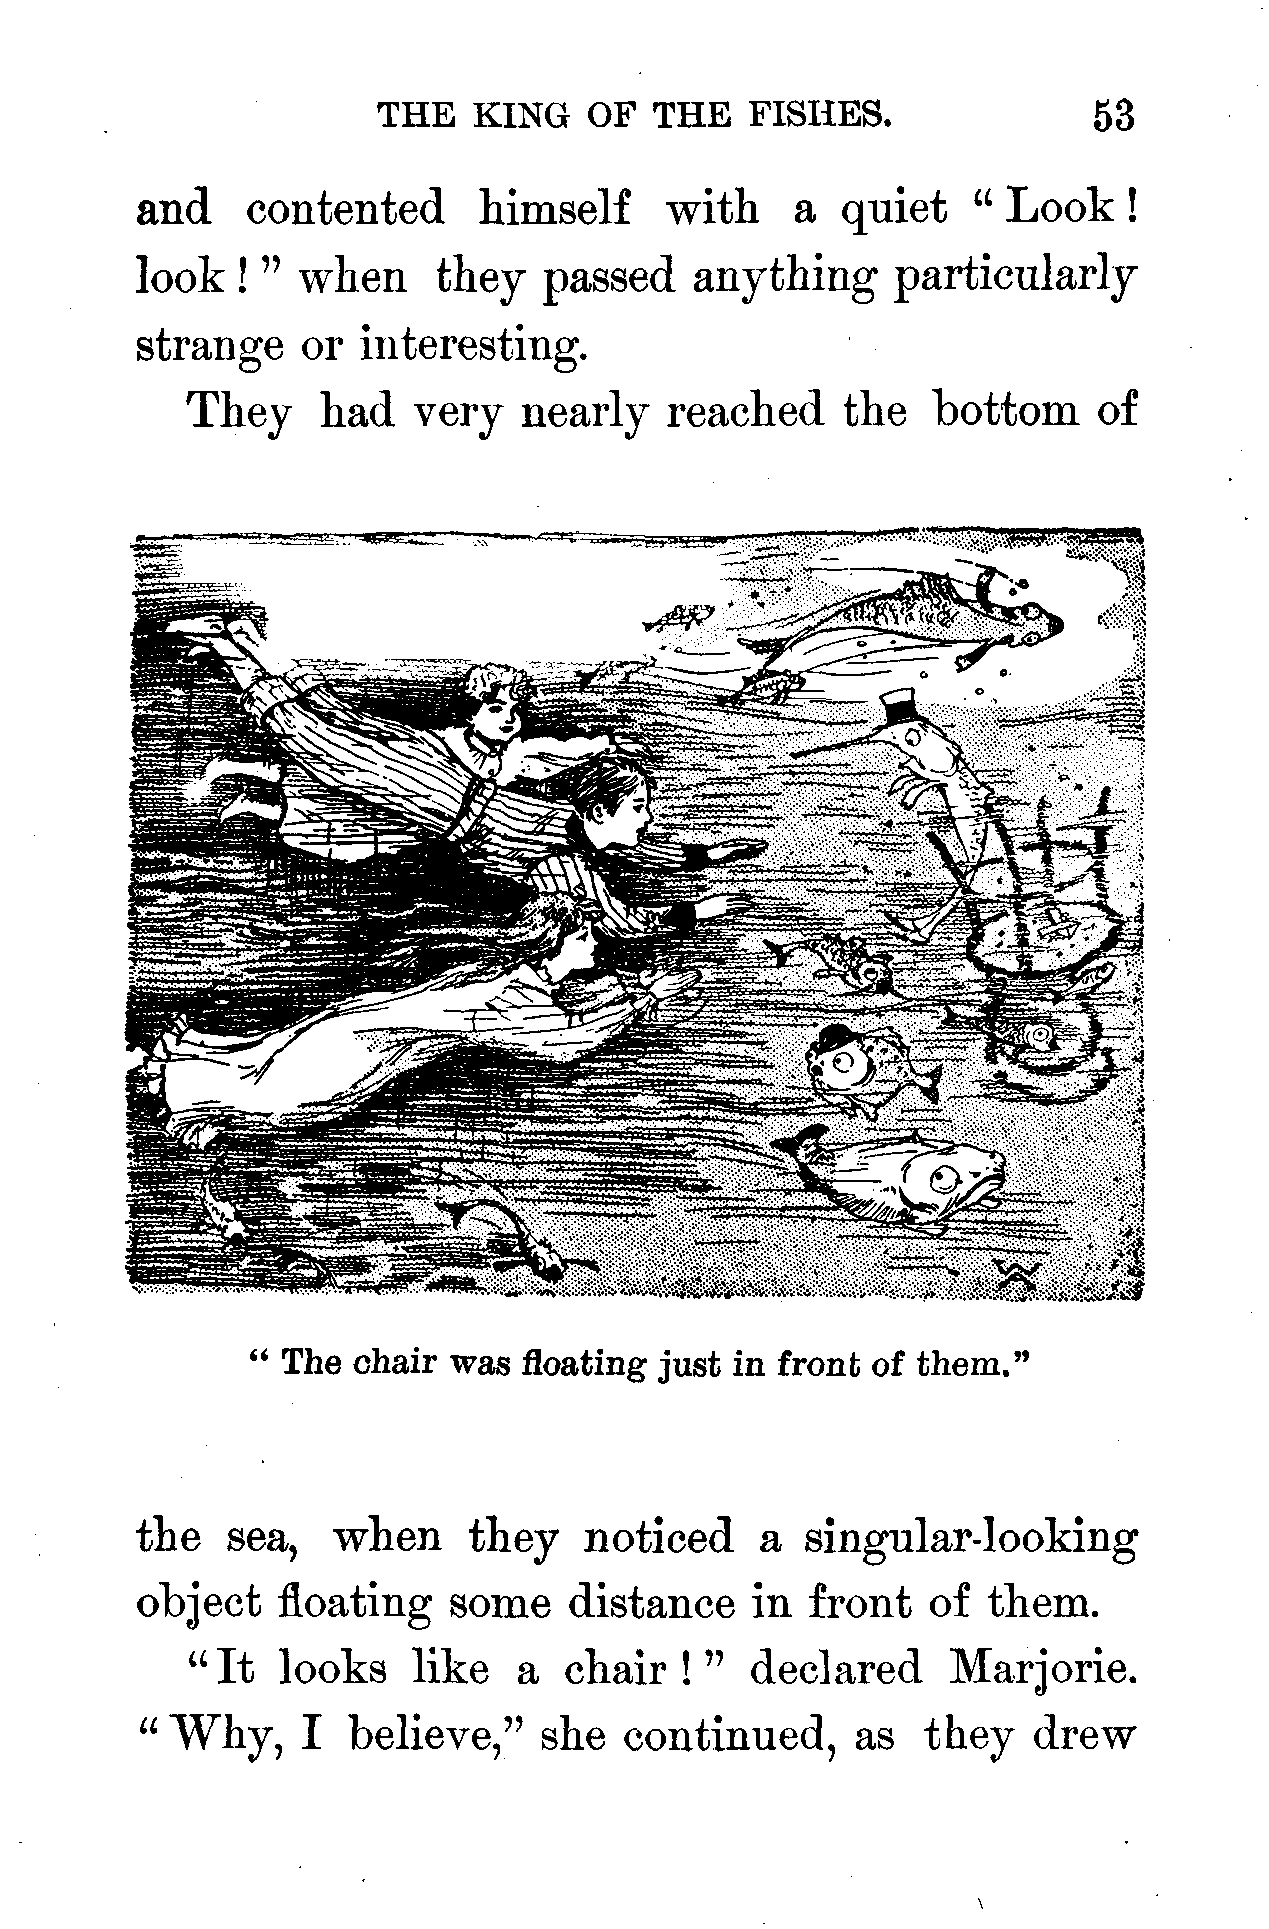 THE KING OF THE FISHES. 53
and contented himself with a quiet “ Look !
look ! ” when they passed anything particularly
strange or interesting.
They had very nearly reached the bottom of
“ The chair was floating just in front of them.”
the sea, when they noticed a singular-looking
object floating some distance in front of them.
“ It looks like a chair ! ” declared Marjorie.
“ Why, I believe,” she continued, as they drew